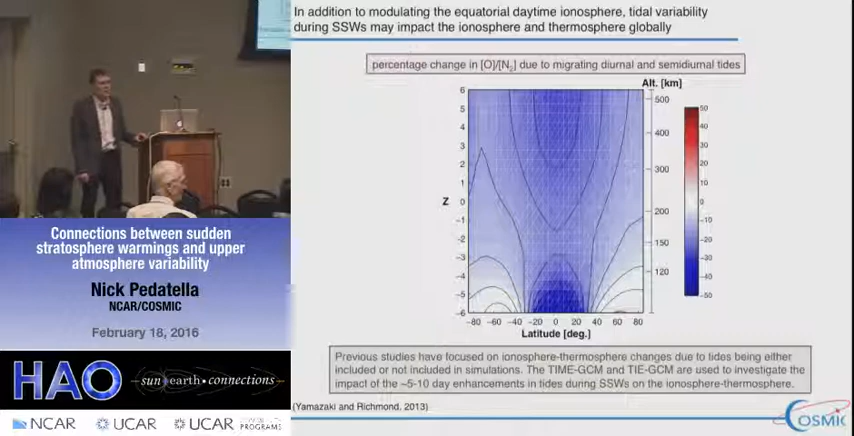 In addition to modulating the equatorial daytime ionosphere, tidal variability
during SSWs may impact the ionosphere and thermosphere globally
percentage change in [O]/[N2] due to migrating diurnal and semidiurnal tides
Alt. [km]
6
5
4
3
2
1
0
−1
−2
−3
−4
−5
−6
Z
500
400
300
200
150
120
50
40
30
20
10
0
−10
−20
−30
−40
−50
−80 −60 −40 −20 0 20 40 60 80
Latitude [deg.]
Previous studies have focused on ionosphere-thermosphere changes due to tides being either
included or not included in simulations. The TIME-GCM and TIE-GCM are used to investigate the
impact of the ~5-10 day enhancements in tides during SSWs on the ionosphere-thermosphere.
(Yamazaki and Richmond, 2013)
COSMIC
Connections between sudden
stratosphere warmings and upper
atmosphere variability
Nick Pedatella
NCAR/COSMIC
February 18, 2016
HAO
sun earth connections
NCAR
UCAR
UCAR
PROGRAMS